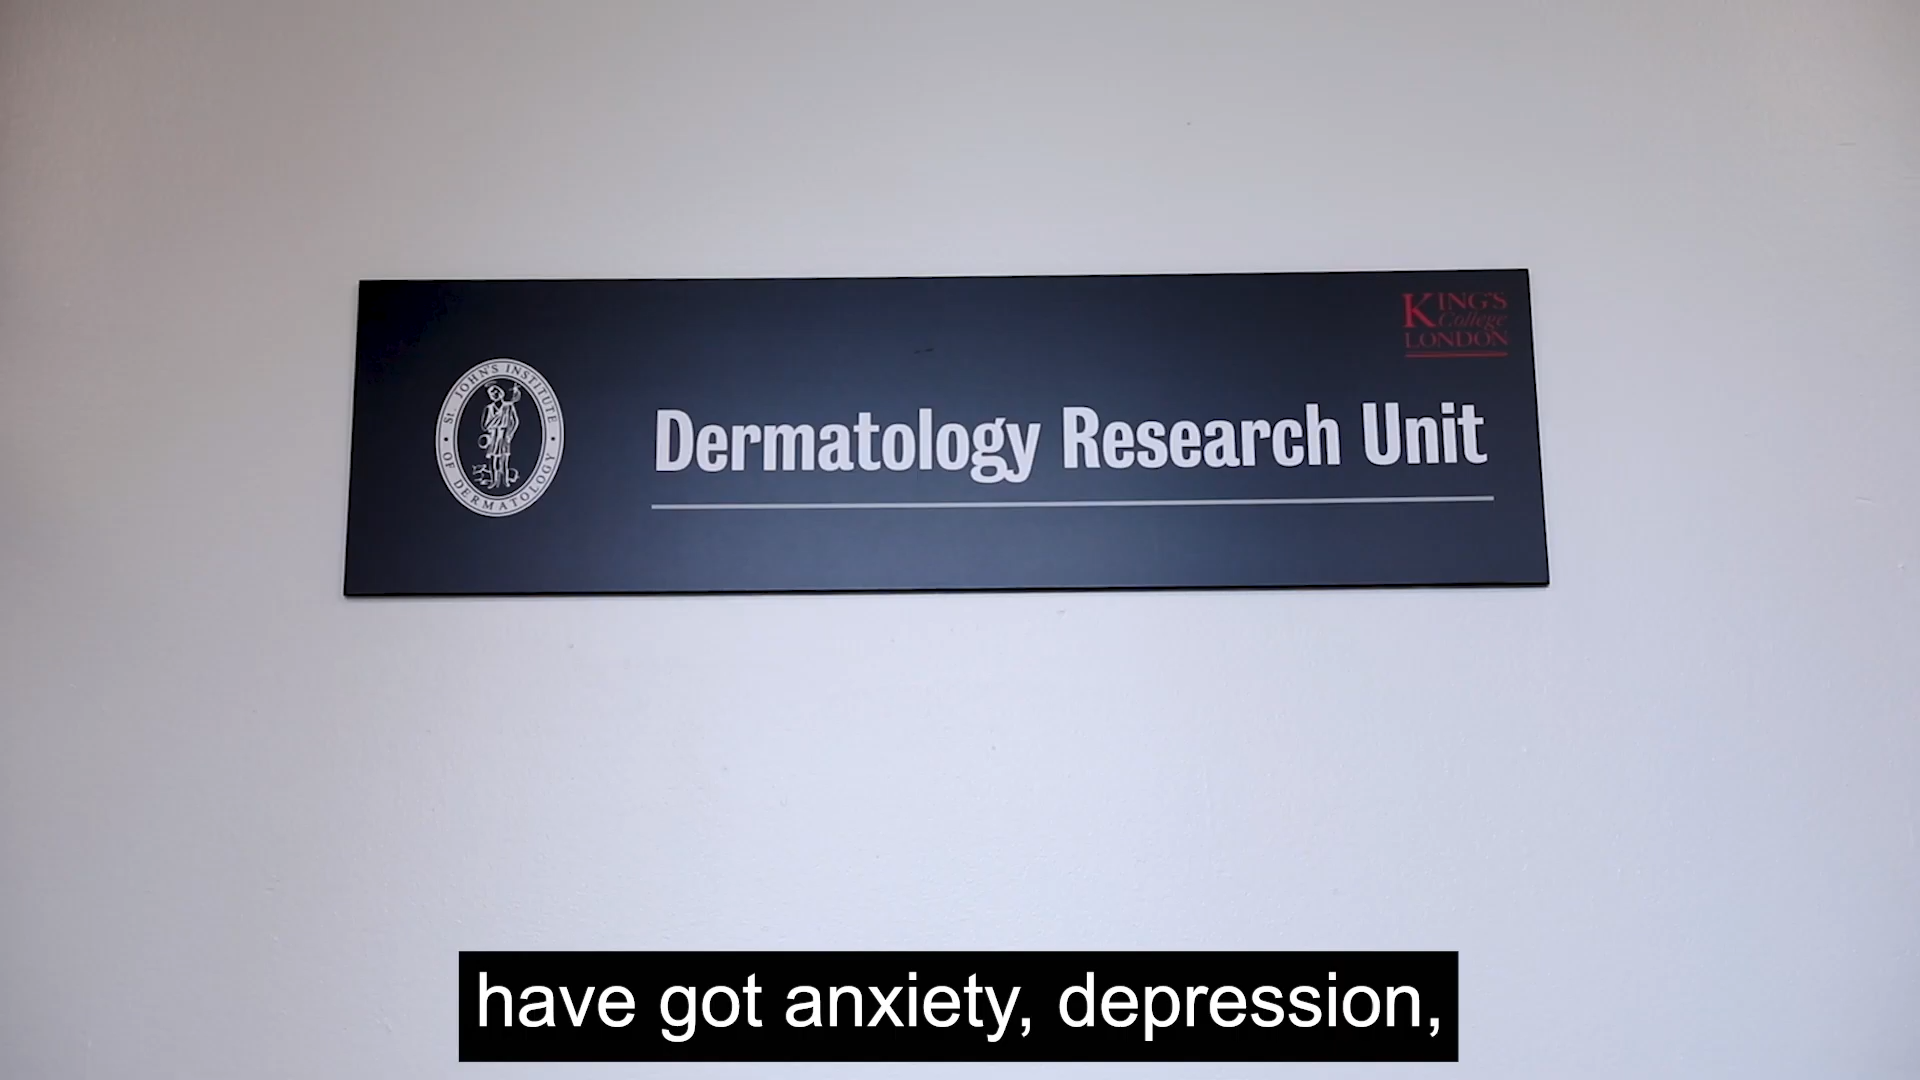 KING'S
College
LONDON
ST. JOHN'S INSTITUTE
OF DERMATOLOGY
Dermatology Research Unit
have got anxiety, depression,